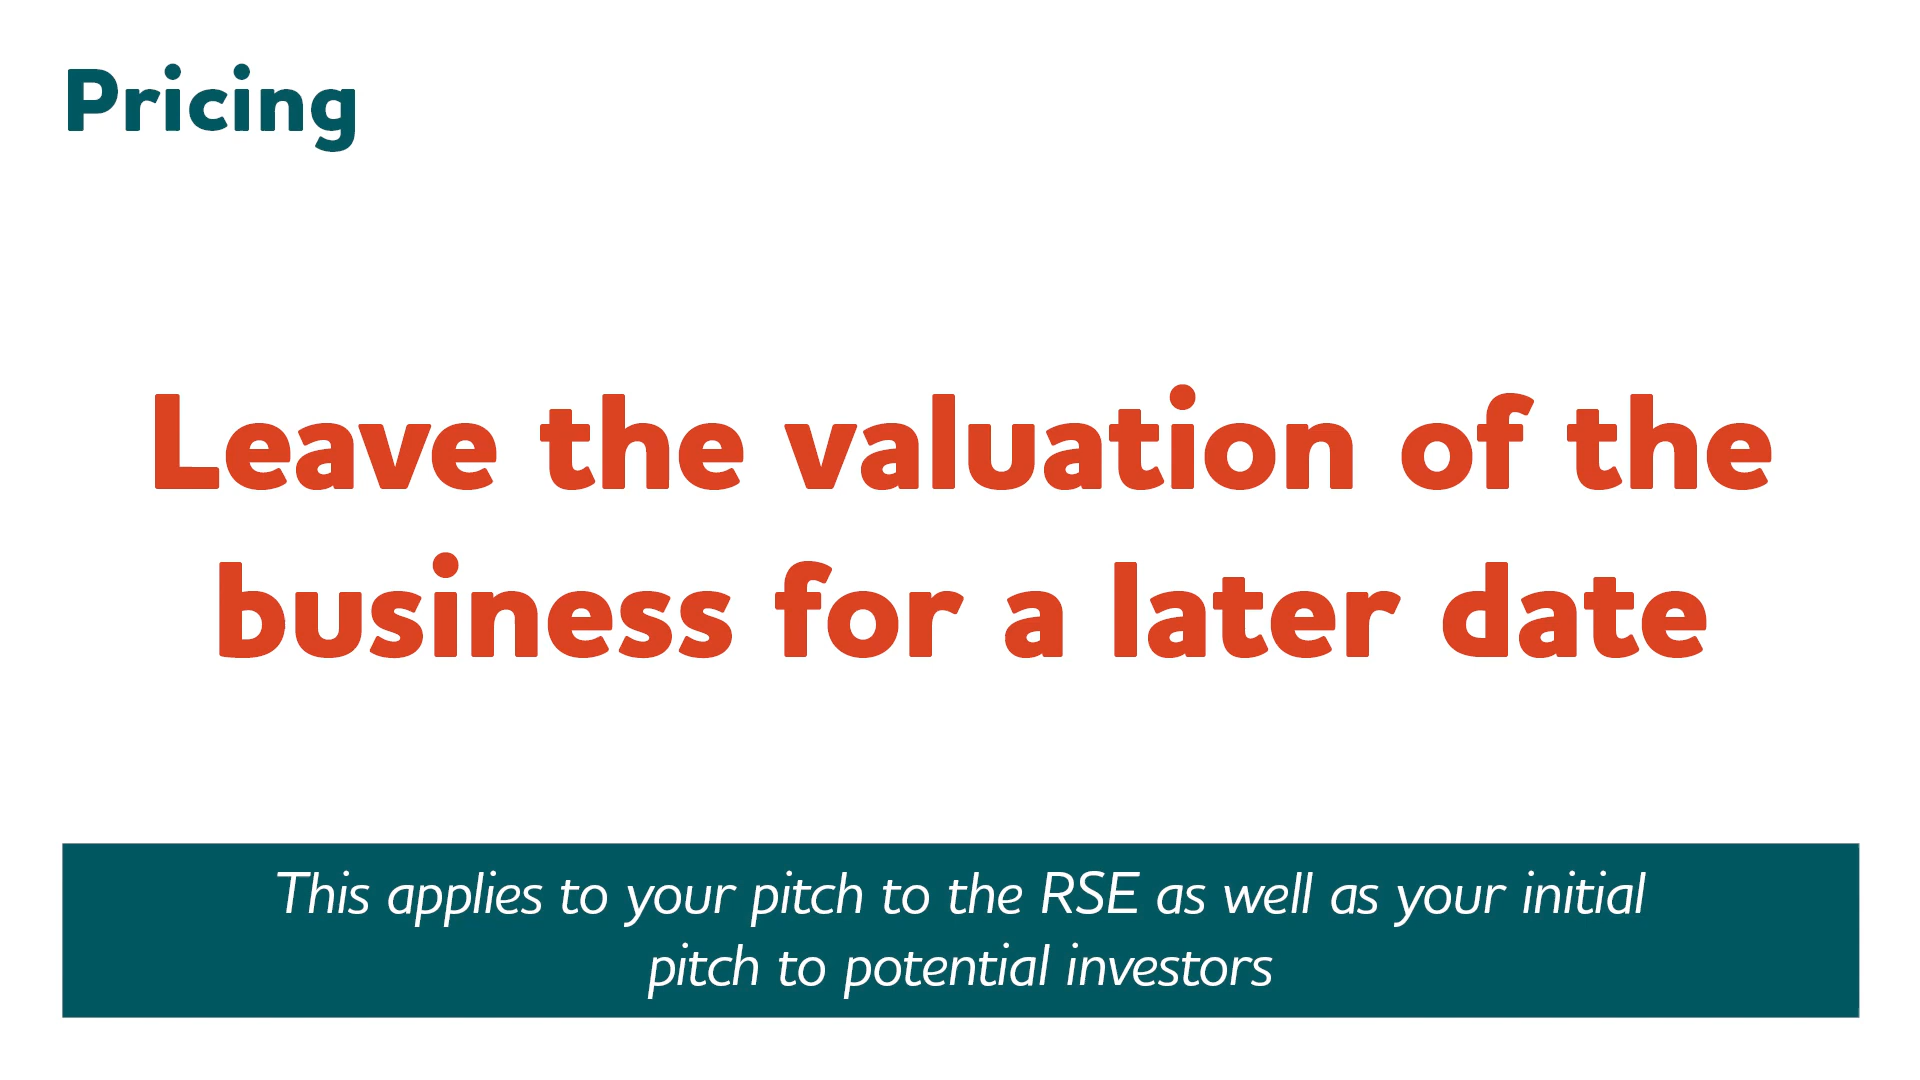 Pricing
Leave the valuation of the
business for a later date
This applies to your pitch to the RSE as well as your initial
pitch to potential investors